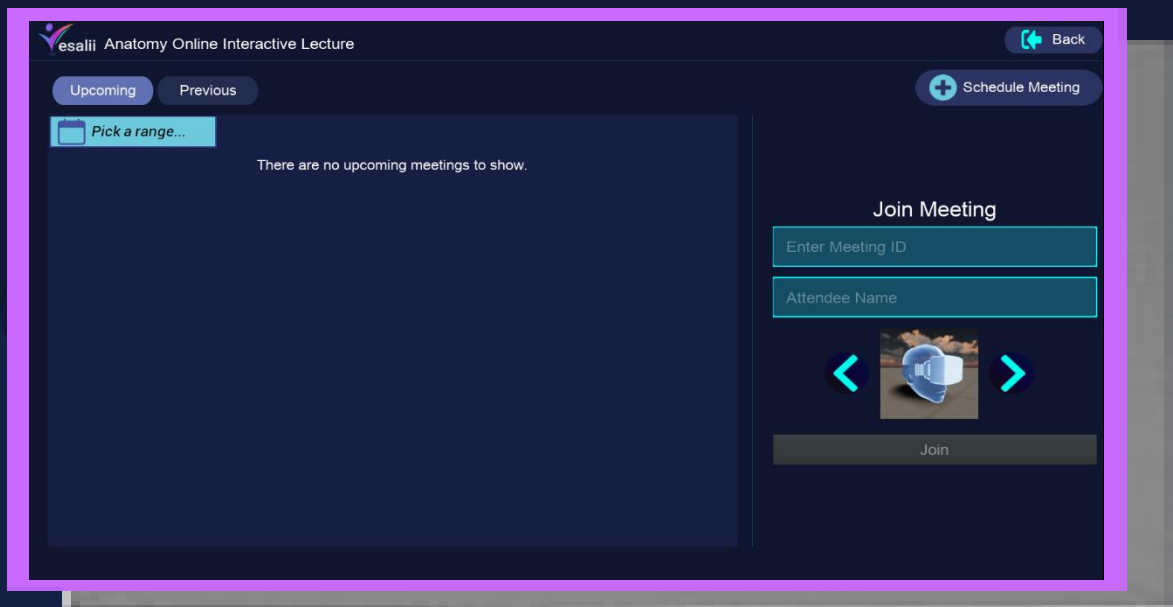 Vesalii Anatomy Online Interactive Lecture
Back
Upcoming
Previous
Schedule Meeting
Pick a range...
There are no upcoming meetings to show.
Join Meeting
Enter Meeting ID
Attendee Name
Join